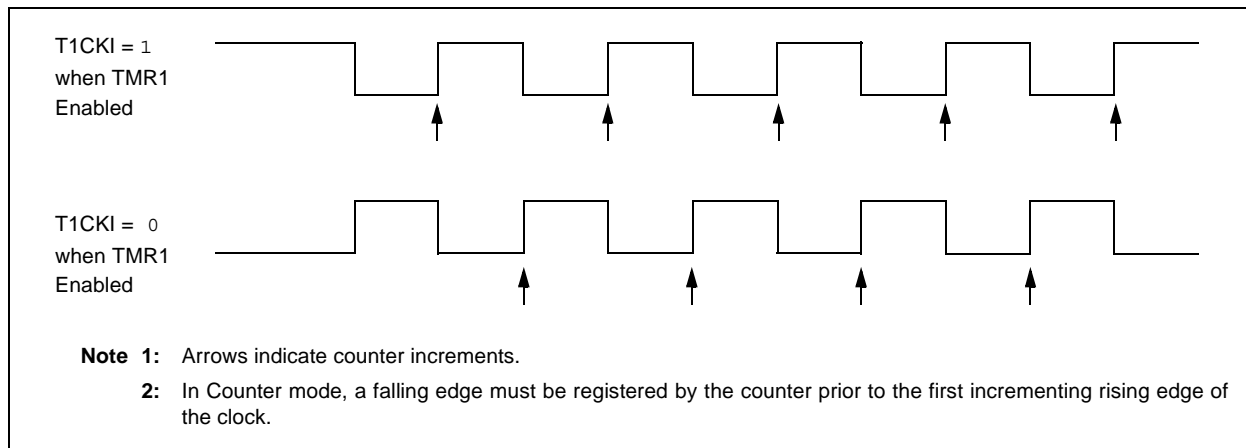 T1CKI = 1
when TMR1
Enabled
T1CKI = 0
when TMR1
Enabled
Note 1: Arrows indicate counter increments.
2: In Counter mode, a falling edge must be registered by the counter prior to the first incrementing rising edge of
the clock.